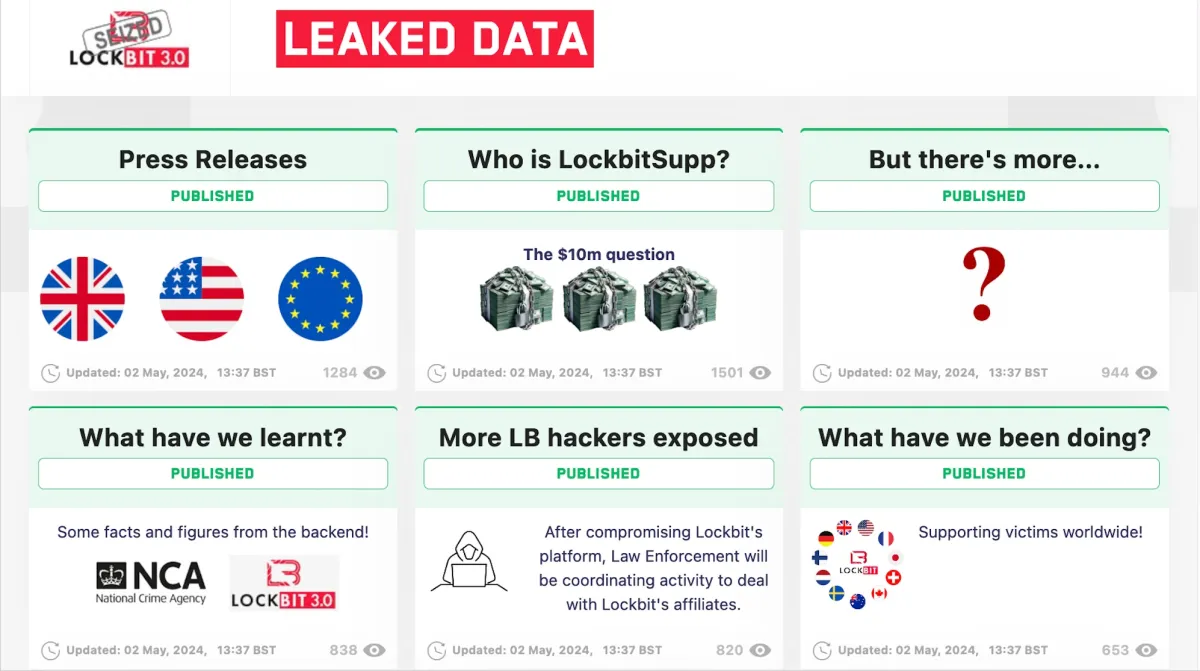 SEIZED
LOCKBIT 3.0
LEAKED DATA
Press Releases
PUBLISHED
Updated: 02 May, 2024, 13:37 BST
1284
Who is LockbitSupp?
PUBLISHED
The $10m question
Updated: 02 May, 2024, 13:37 BST
1501
But there's more...
PUBLISHED
?
Updated: 02 May, 2024, 13:37 BST
944
What have we learnt?
PUBLISHED
Some facts and figures from the backend!
NCA
National Crime Agency
LOCKBIT 3.0
Updated: 02 May, 2024, 13:37 BST
838
More LB hackers exposed
PUBLISHED
After compromising Lockbit's
platform, Law Enforcement will
be coordinating activity to deal
with Lockbit's affiliates.
Updated: 02 May, 2024, 13:37 BST
820
What have we been doing?
PUBLISHED
Supporting victims worldwide!
LOCKBIT
Updated: 02 May, 2024, 13:37 BST
653